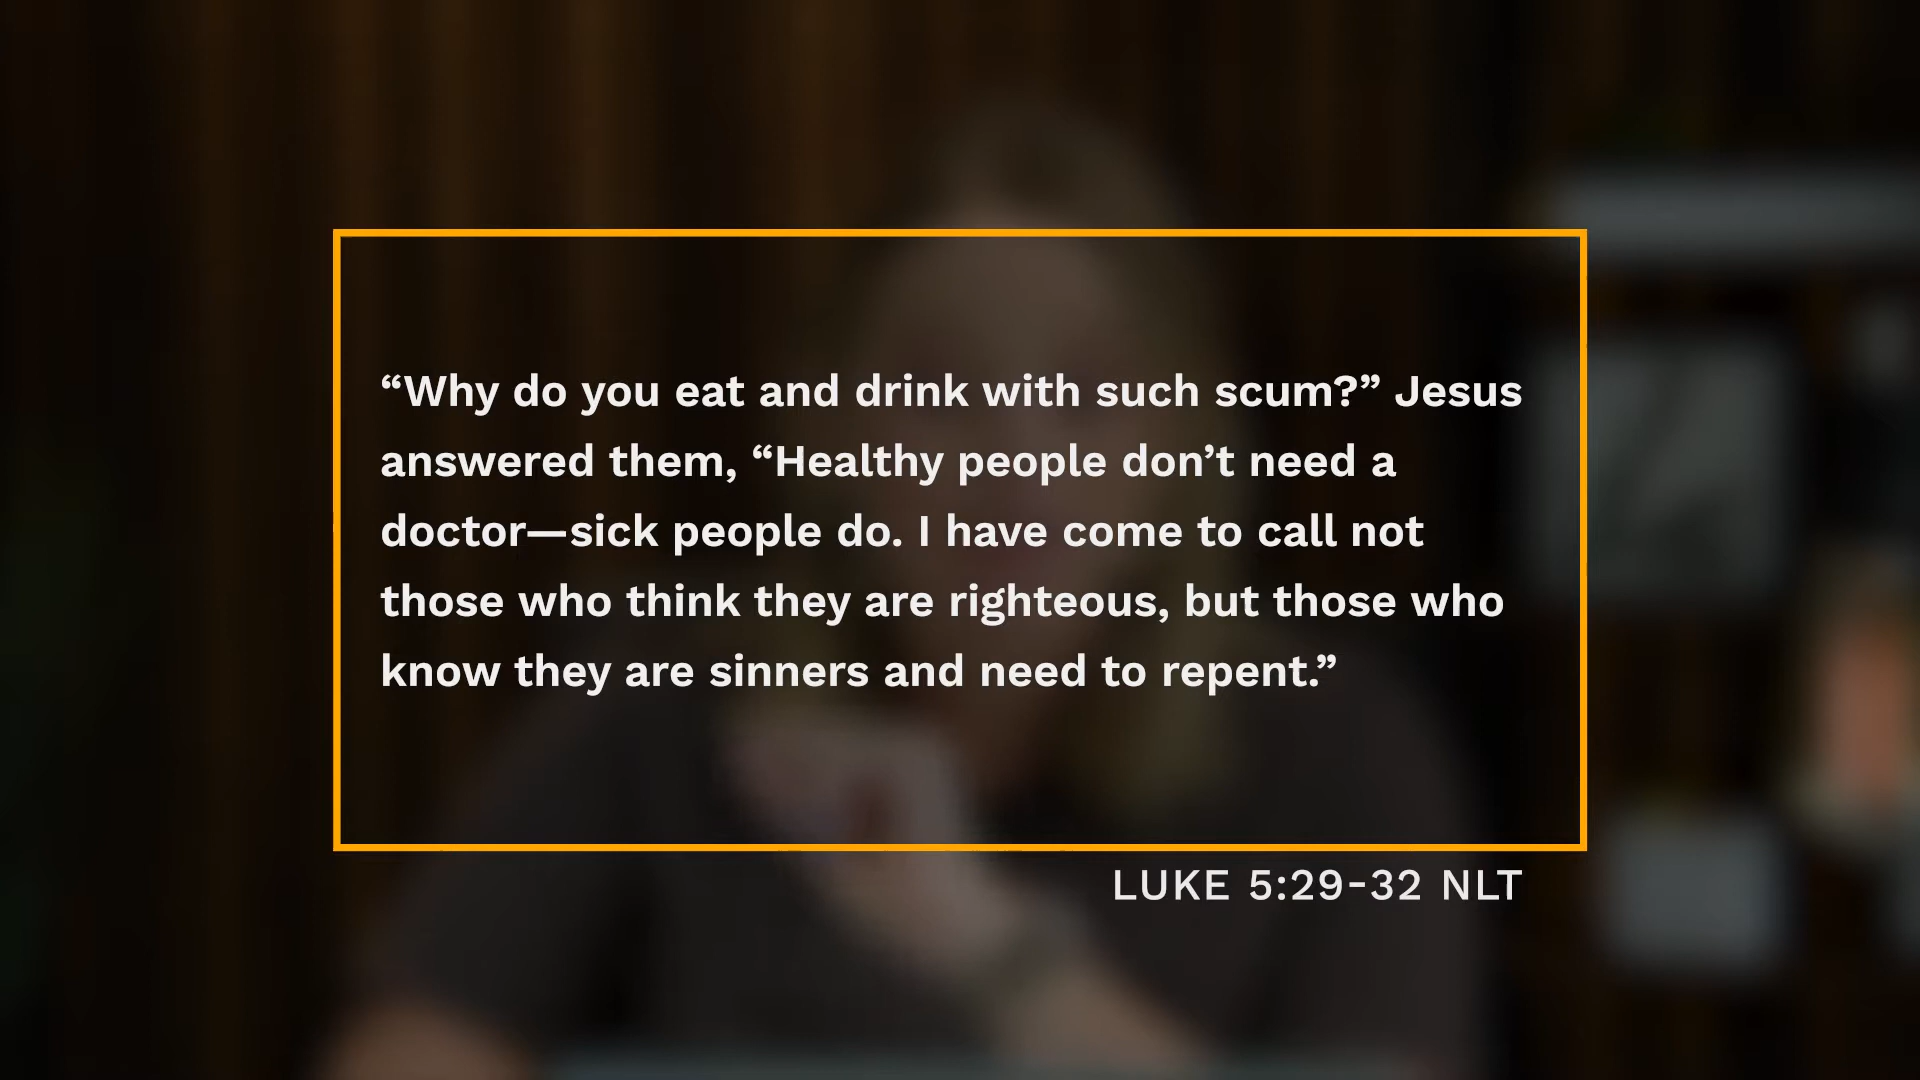 “Why do you eat and drink with such scum?” Jesus
answered them, “Healthy people don’t need a
doctor—sick people do. I have come to call not
those who think they are righteous, but those who
know they are sinners and need to repent.”
LUKE 5:29-32 NLT